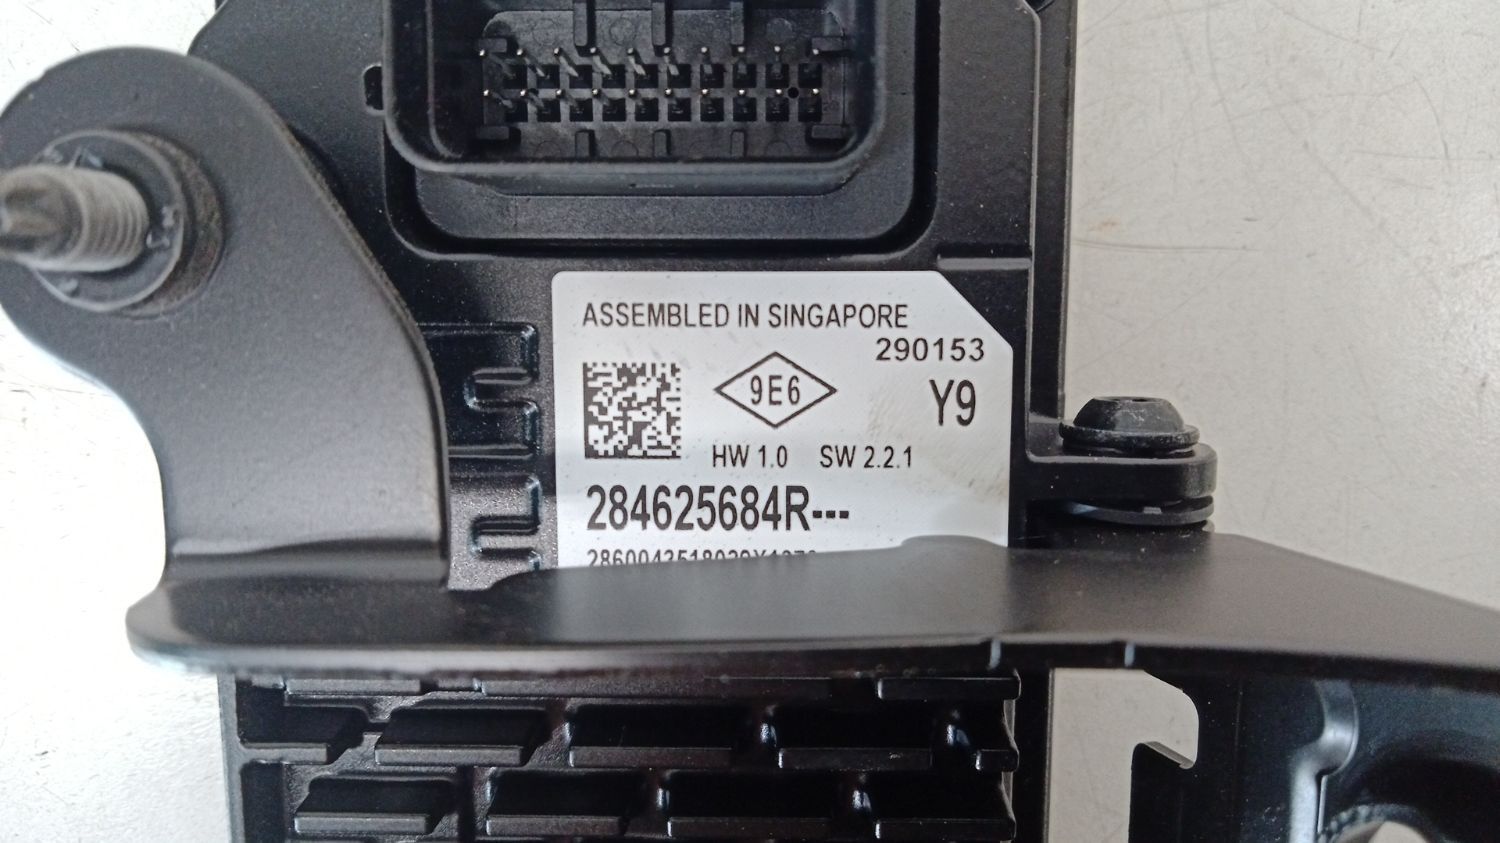 ASSEMBLED IN SINGAPORE
290153
9E6
Y9
HW 1.0 SW 2.2.1
284625684R---